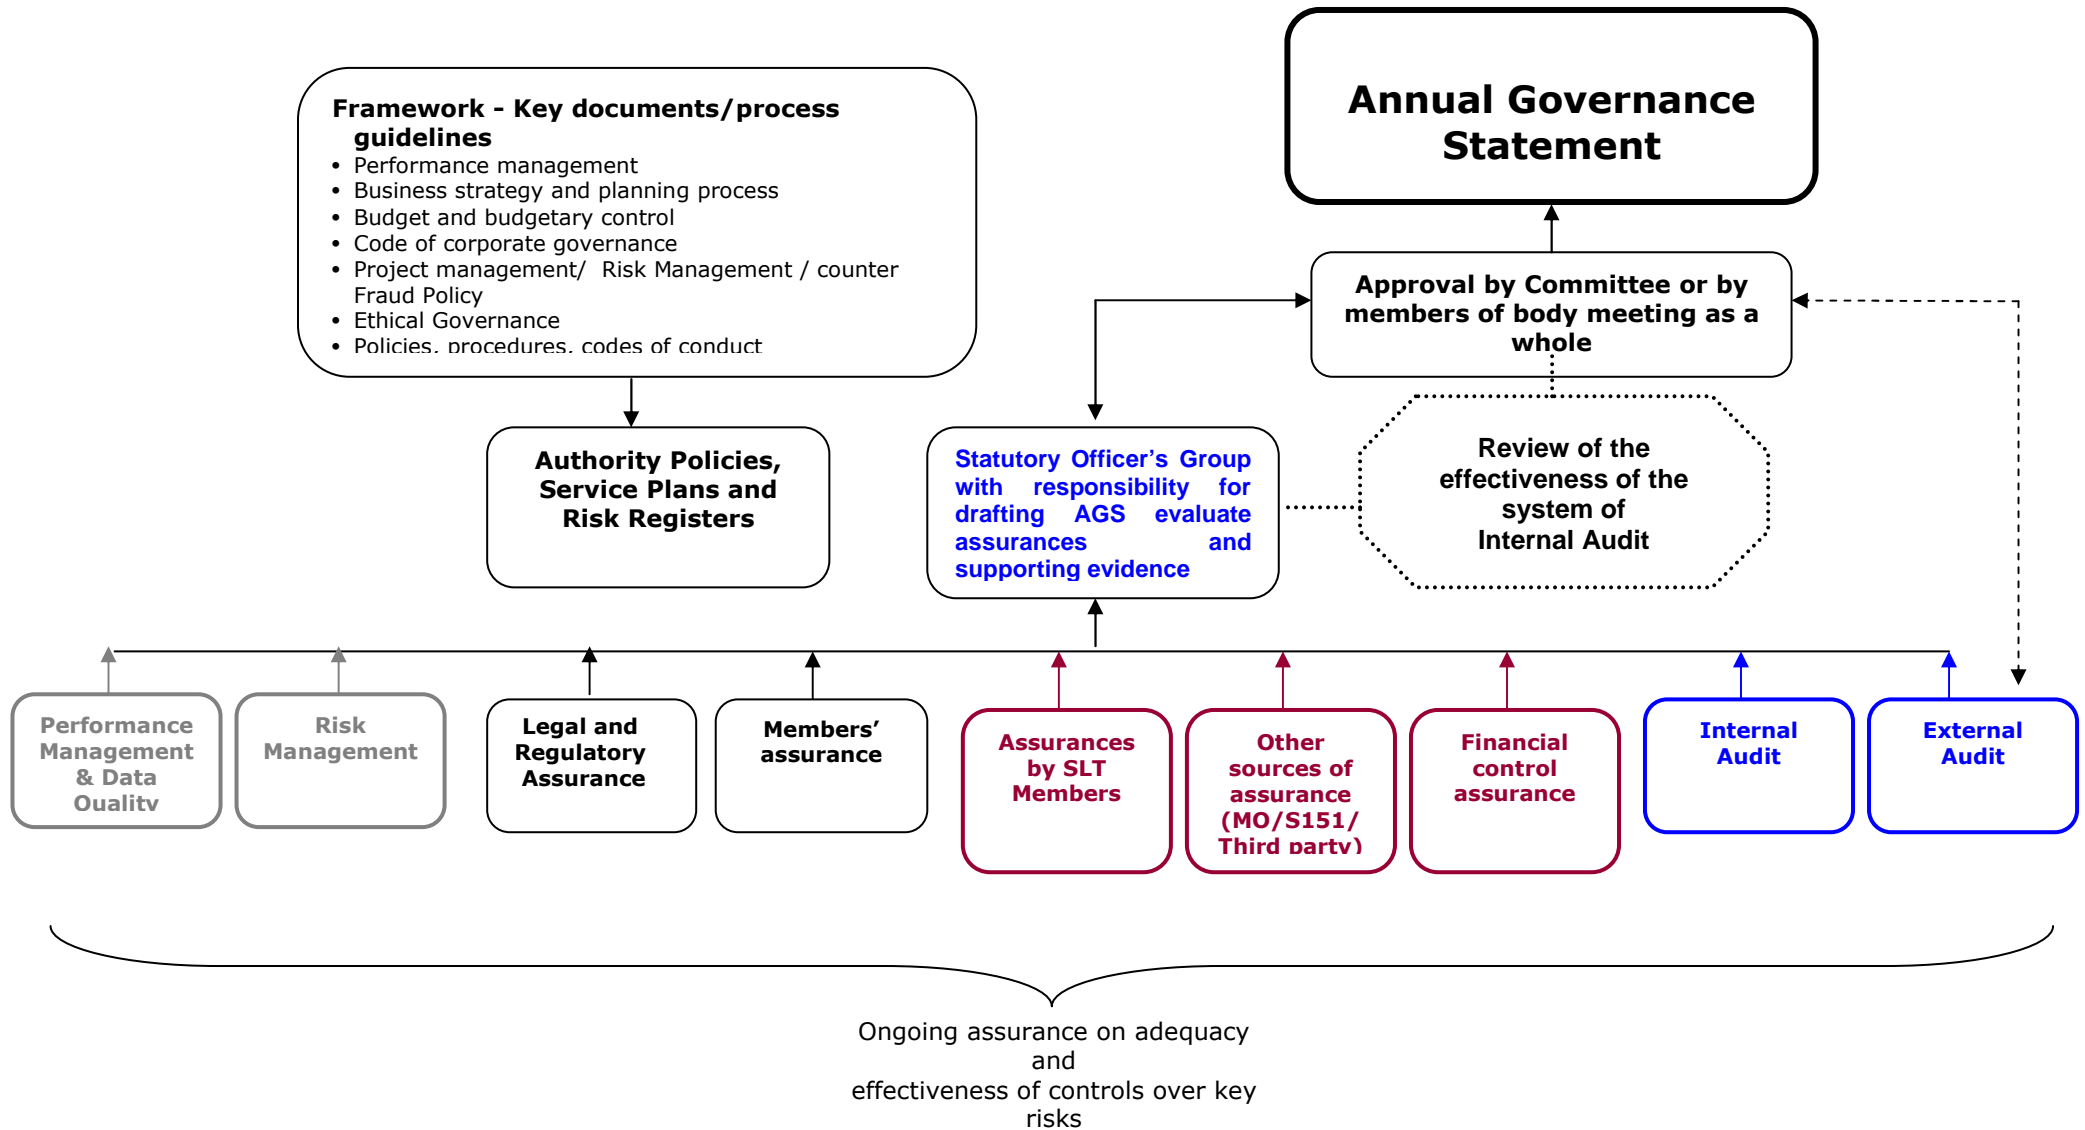 Annual Governance
Statement
Framework - Key documents/process
guidelines
• Performance management
• Business strategy and planning process
• Budget and budgetary control
• Code of corporate governance
• Project management/ Risk Management / counter
Fraud Policy
• Ethical Governance
• Policies, procedures, codes of conduct
Approval by Committee or by
members of body meeting as a
whole
Authority Policies,
Service Plans and
Risk Registers
Statutory Officer’s Group
with responsibility for
drafting AGS evaluate
assurances and
supporting evidence
Review of the
effectiveness of the
system of
Internal Audit
Performance
Management
& Data
Quality
Risk
Management
Legal and
Regulatory
Assurance
Members’
assurance
Assurances
by SLT
Members
Other
sources of
assurance
(MO/S151/
Third party)
Financial
control
assurance
Internal
Audit
External
Audit
Ongoing assurance on adequacy
and
effectiveness of controls over key
risks